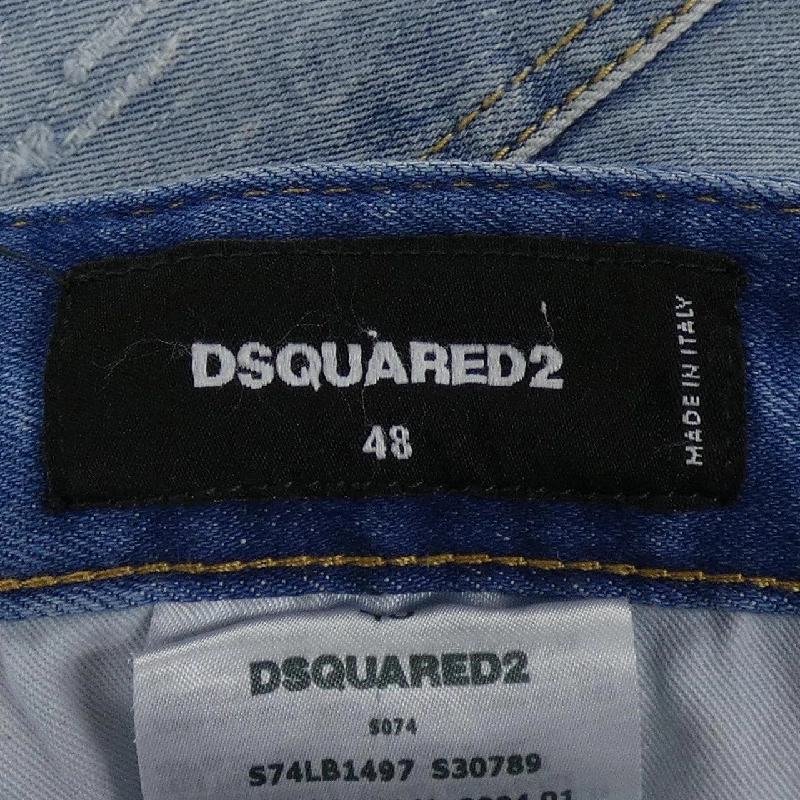 DSQUARED2
48
MADE IN ITALY
DSQUARED2
S074
S74LB1497 S30789